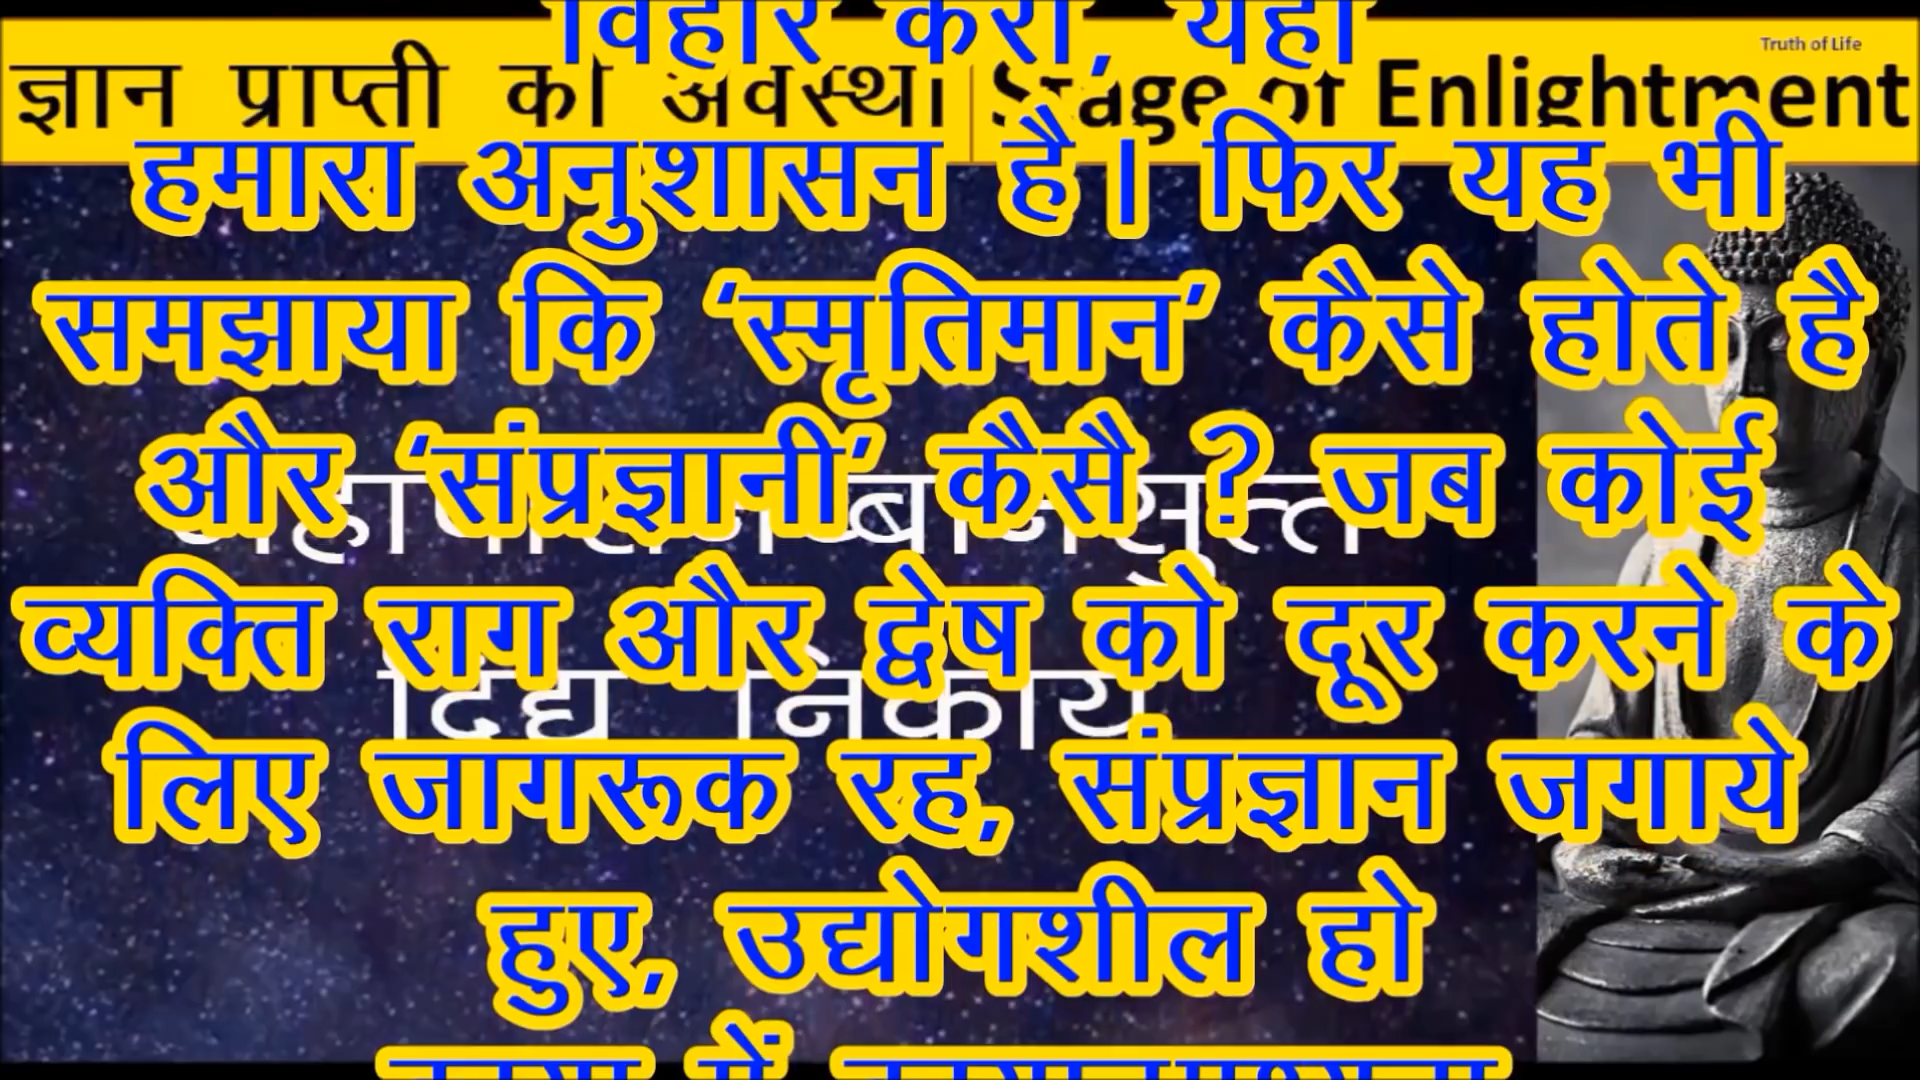 विहार करो, यही
Truth of Life
ज्ञान प्राप्ती की अवस्था Stage of Enlightment
हमारा अनुशासन है। फिर यह भी
समझाया कि ‘स्मृतिमान’ कैसे होते है
और ‘संप्रज्ञानी’ कैसै ? जब कोई
व्यक्ति राग और द्वेष को दूर करने के
दिघ निकाय
लिए जागरूक रह, संप्रज्ञान जगाये
हुए, उद्योगशील हो